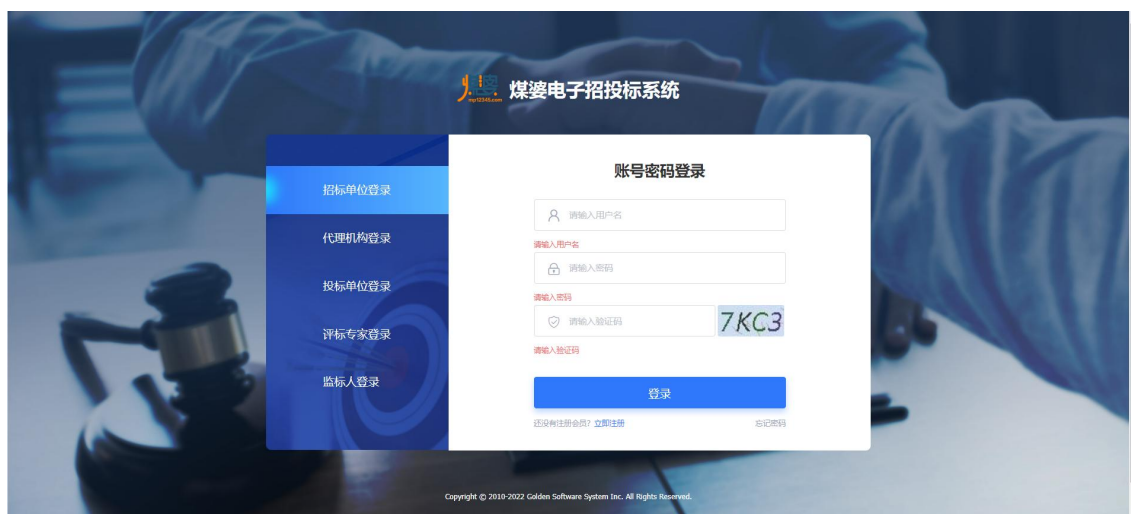 煤婆
mp12345.com
煤婆电子招投标系统
招标单位登录
代理机构登录
投标单位登录
评标专家登录
监标人登录
账号密码登录
请输入用户名
请输入用户名
请输入密码
请输入密码
请输入验证码
7KC3
请输入验证码
登录
还没有注册会员？立即注册
忘记密码
Copyright © 2010-2022 Golden Software System Inc. All Rights Reserved.